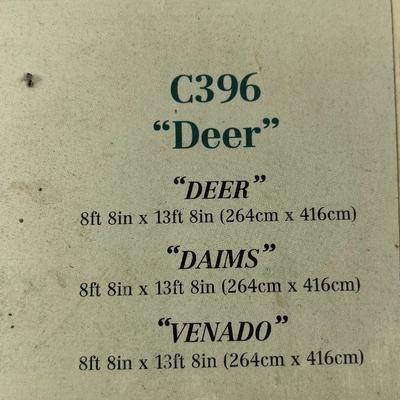 C396
“Deer”
“DEER”
8ft 8in x 13ft 8in (264cm x 416cm)
“DAIMS”
8ft 8in x 13ft 8in (264cm x 416cm)
“VENADO”
8ft 8in x 13ft 8in (264cm x 416cm)